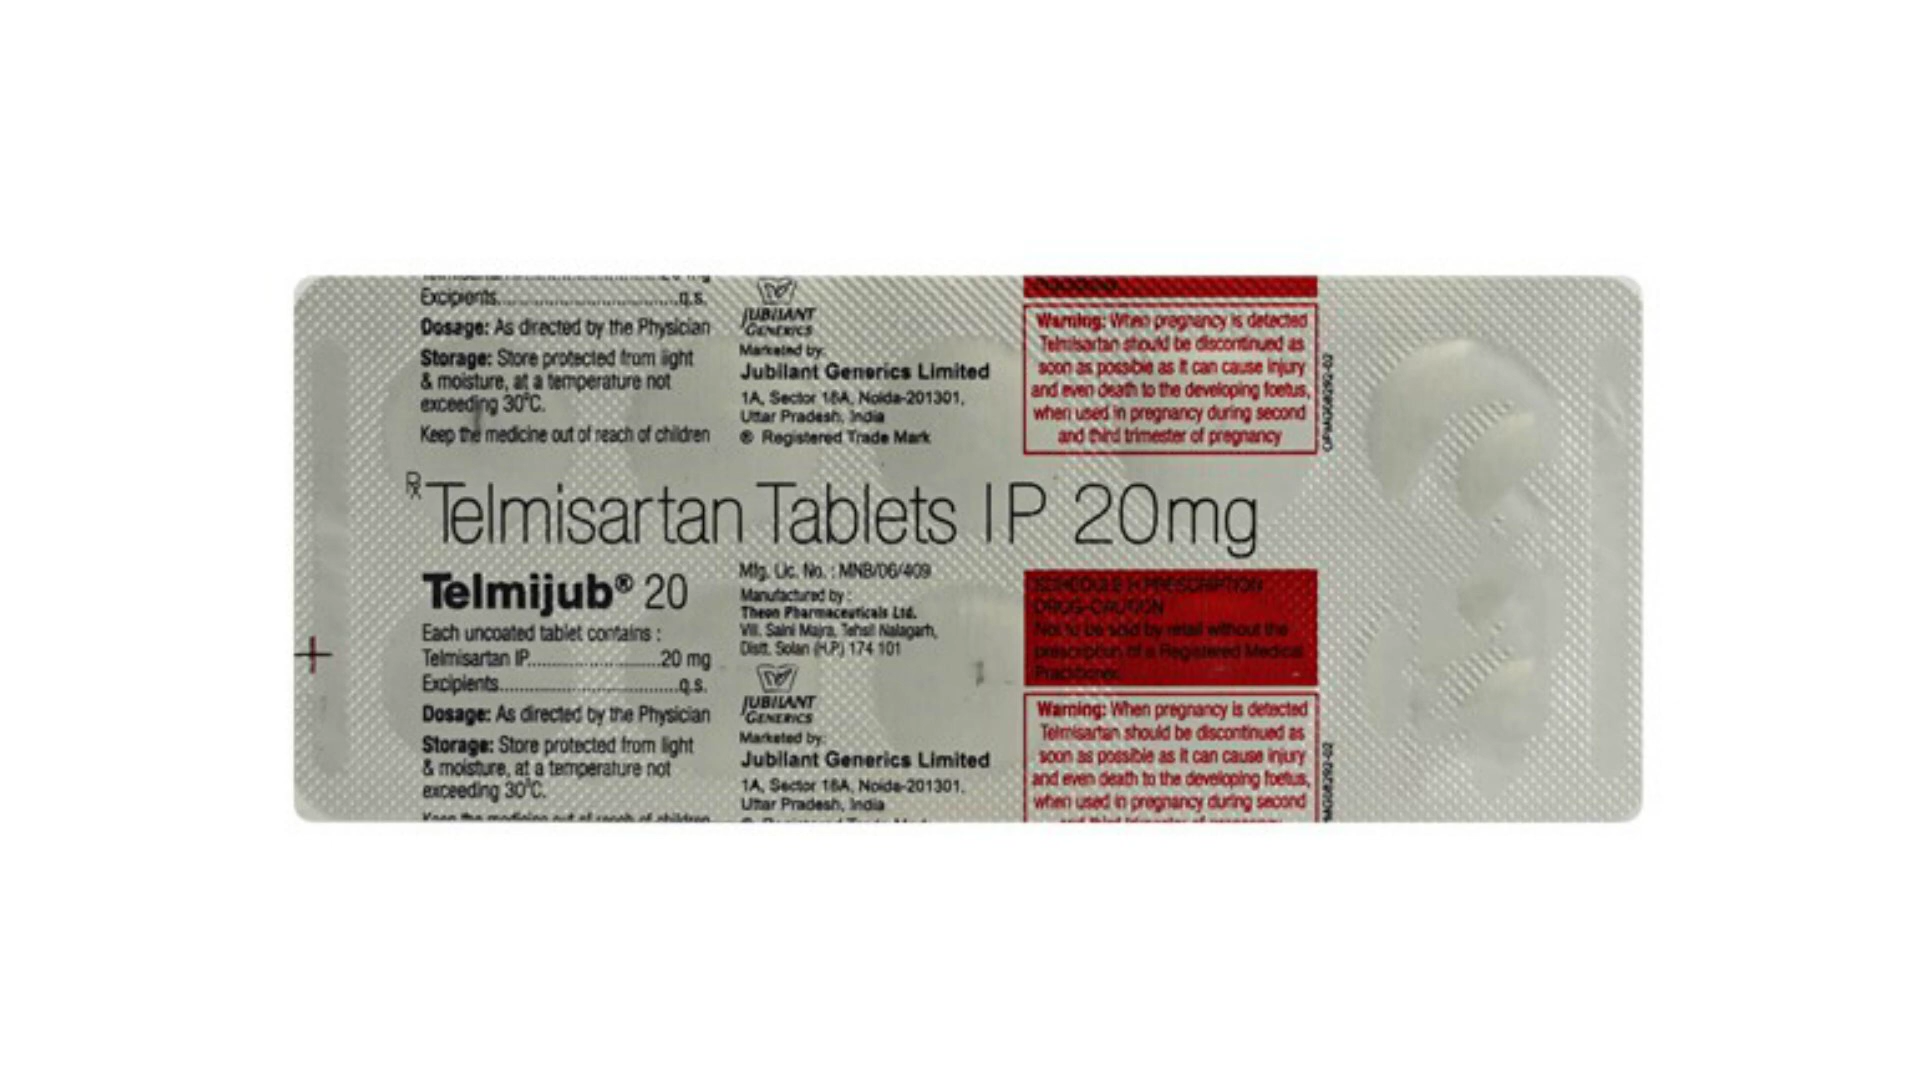 Excipients..................................q.s.
Dosage: As directed by the Physician
Storage: Store protected from light
& moisture, at a temperature not
exceeding 30°C.
Keep the medicine out of reach of children
JUBILANT
GENERICS
Marketed by:
Jubilant Generics Limited
1A, Sector 16A, Noida-201301,
Uttar Pradesh, India
® Registered Trade Mark
Practitioner.
Warning: When pregnancy is detected
Telmisartan should be discontinued as
soon as possible as it can cause injury
and even death to the developing foetus,
when used in pregnancy during second
and third trimester of pregnancy
Rx Telmisartan Tablets IP 20mg
Telmijub® 20
Each uncoated tablet contains :
Telmisartan IP.........................20 mg
Excipients..................................q.s.
Dosage: As directed by the Physician
Storage: Store protected from light
& moisture, at a temperature not
exceeding 30°C.
Keep the medicine out of reach of children
Mfg. Lic. No. : MNB/06/409
Manufactured by :
Theon Pharmaceuticals Ltd.
Vill. Saini Majra, Tehsil Nalagarh,
Distt. Solan (H.P.) 174 101
JUBILANT
GENERICS
Marketed by:
Jubilant Generics Limited
1A, Sector 16A, Noida-201301,
Uttar Pradesh, India
SCHEDULE H PRESCRIPTION
DRUG-CAUTION
Not to be sold by retail without the
prescription of a Registered Medical
Practitioner.
Warning: When pregnancy is detected
Telmisartan should be discontinued as
soon as possible as it can cause injury
and even death to the developing foetus,
when used in pregnancy during second